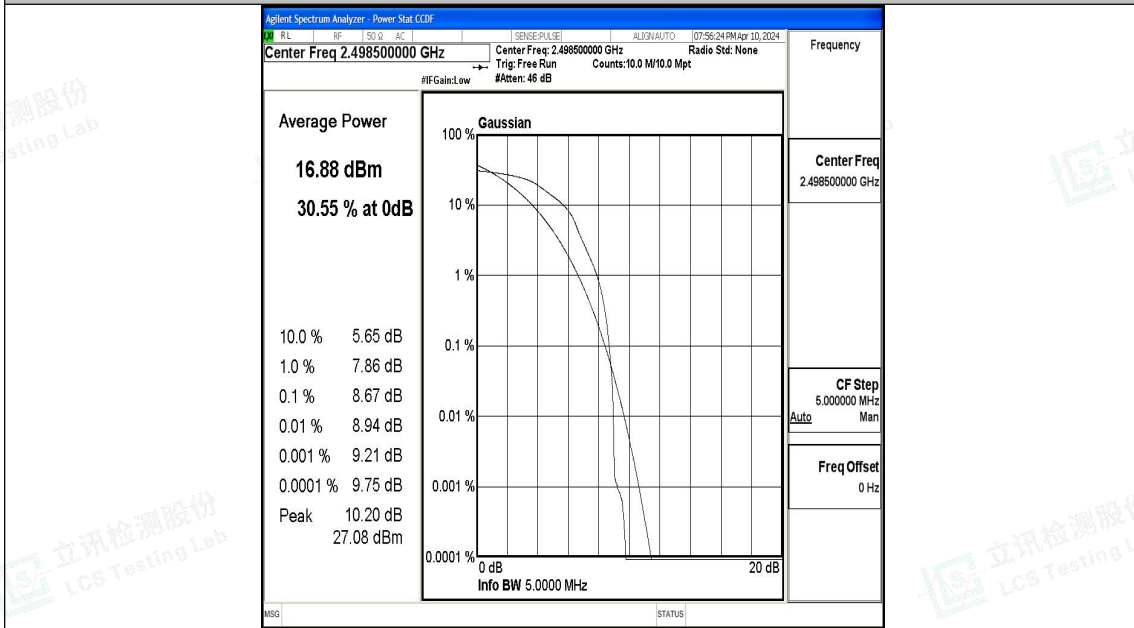 Agilent Spectrum Analyzer - Power Stat CCDF
RL RF 50 Ω AC SENSE:PULSE ALIGN AUTO 07:56:24 PM Apr 10, 2024
Center Freq 2.498500000 GHz
Center Freq: 2.498500000 GHz Radio Std: None
Trig: Free Run Counts:10.0 M/10.0 Mpt
#IFGain:Low #Atten: 46 dB
Average Power
16.88 dBm
30.55 % at 0dB
10.0 % 5.65 dB
1.0 % 7.86 dB
0.1 % 8.67 dB
0.01 % 8.94 dB
0.001 % 9.21 dB
0.0001 % 9.75 dB
Peak 10.20 dB
27.08 dBm
Gaussian
100 %
10 %
1 %
0.1 %
0.01 %
0.001 %
0.0001 %
0 dB 20 dB
Info BW 5.0000 MHz
Frequency
Center Freq
2.498500000 GHz
CF Step
5.000000 MHz
Auto Man
Freq Offset
0 Hz
MSG STATUS
测股份
sting Lab
立
立讯检测股份
LCS Testing Lab
立讯检测股份
LCS Testing L